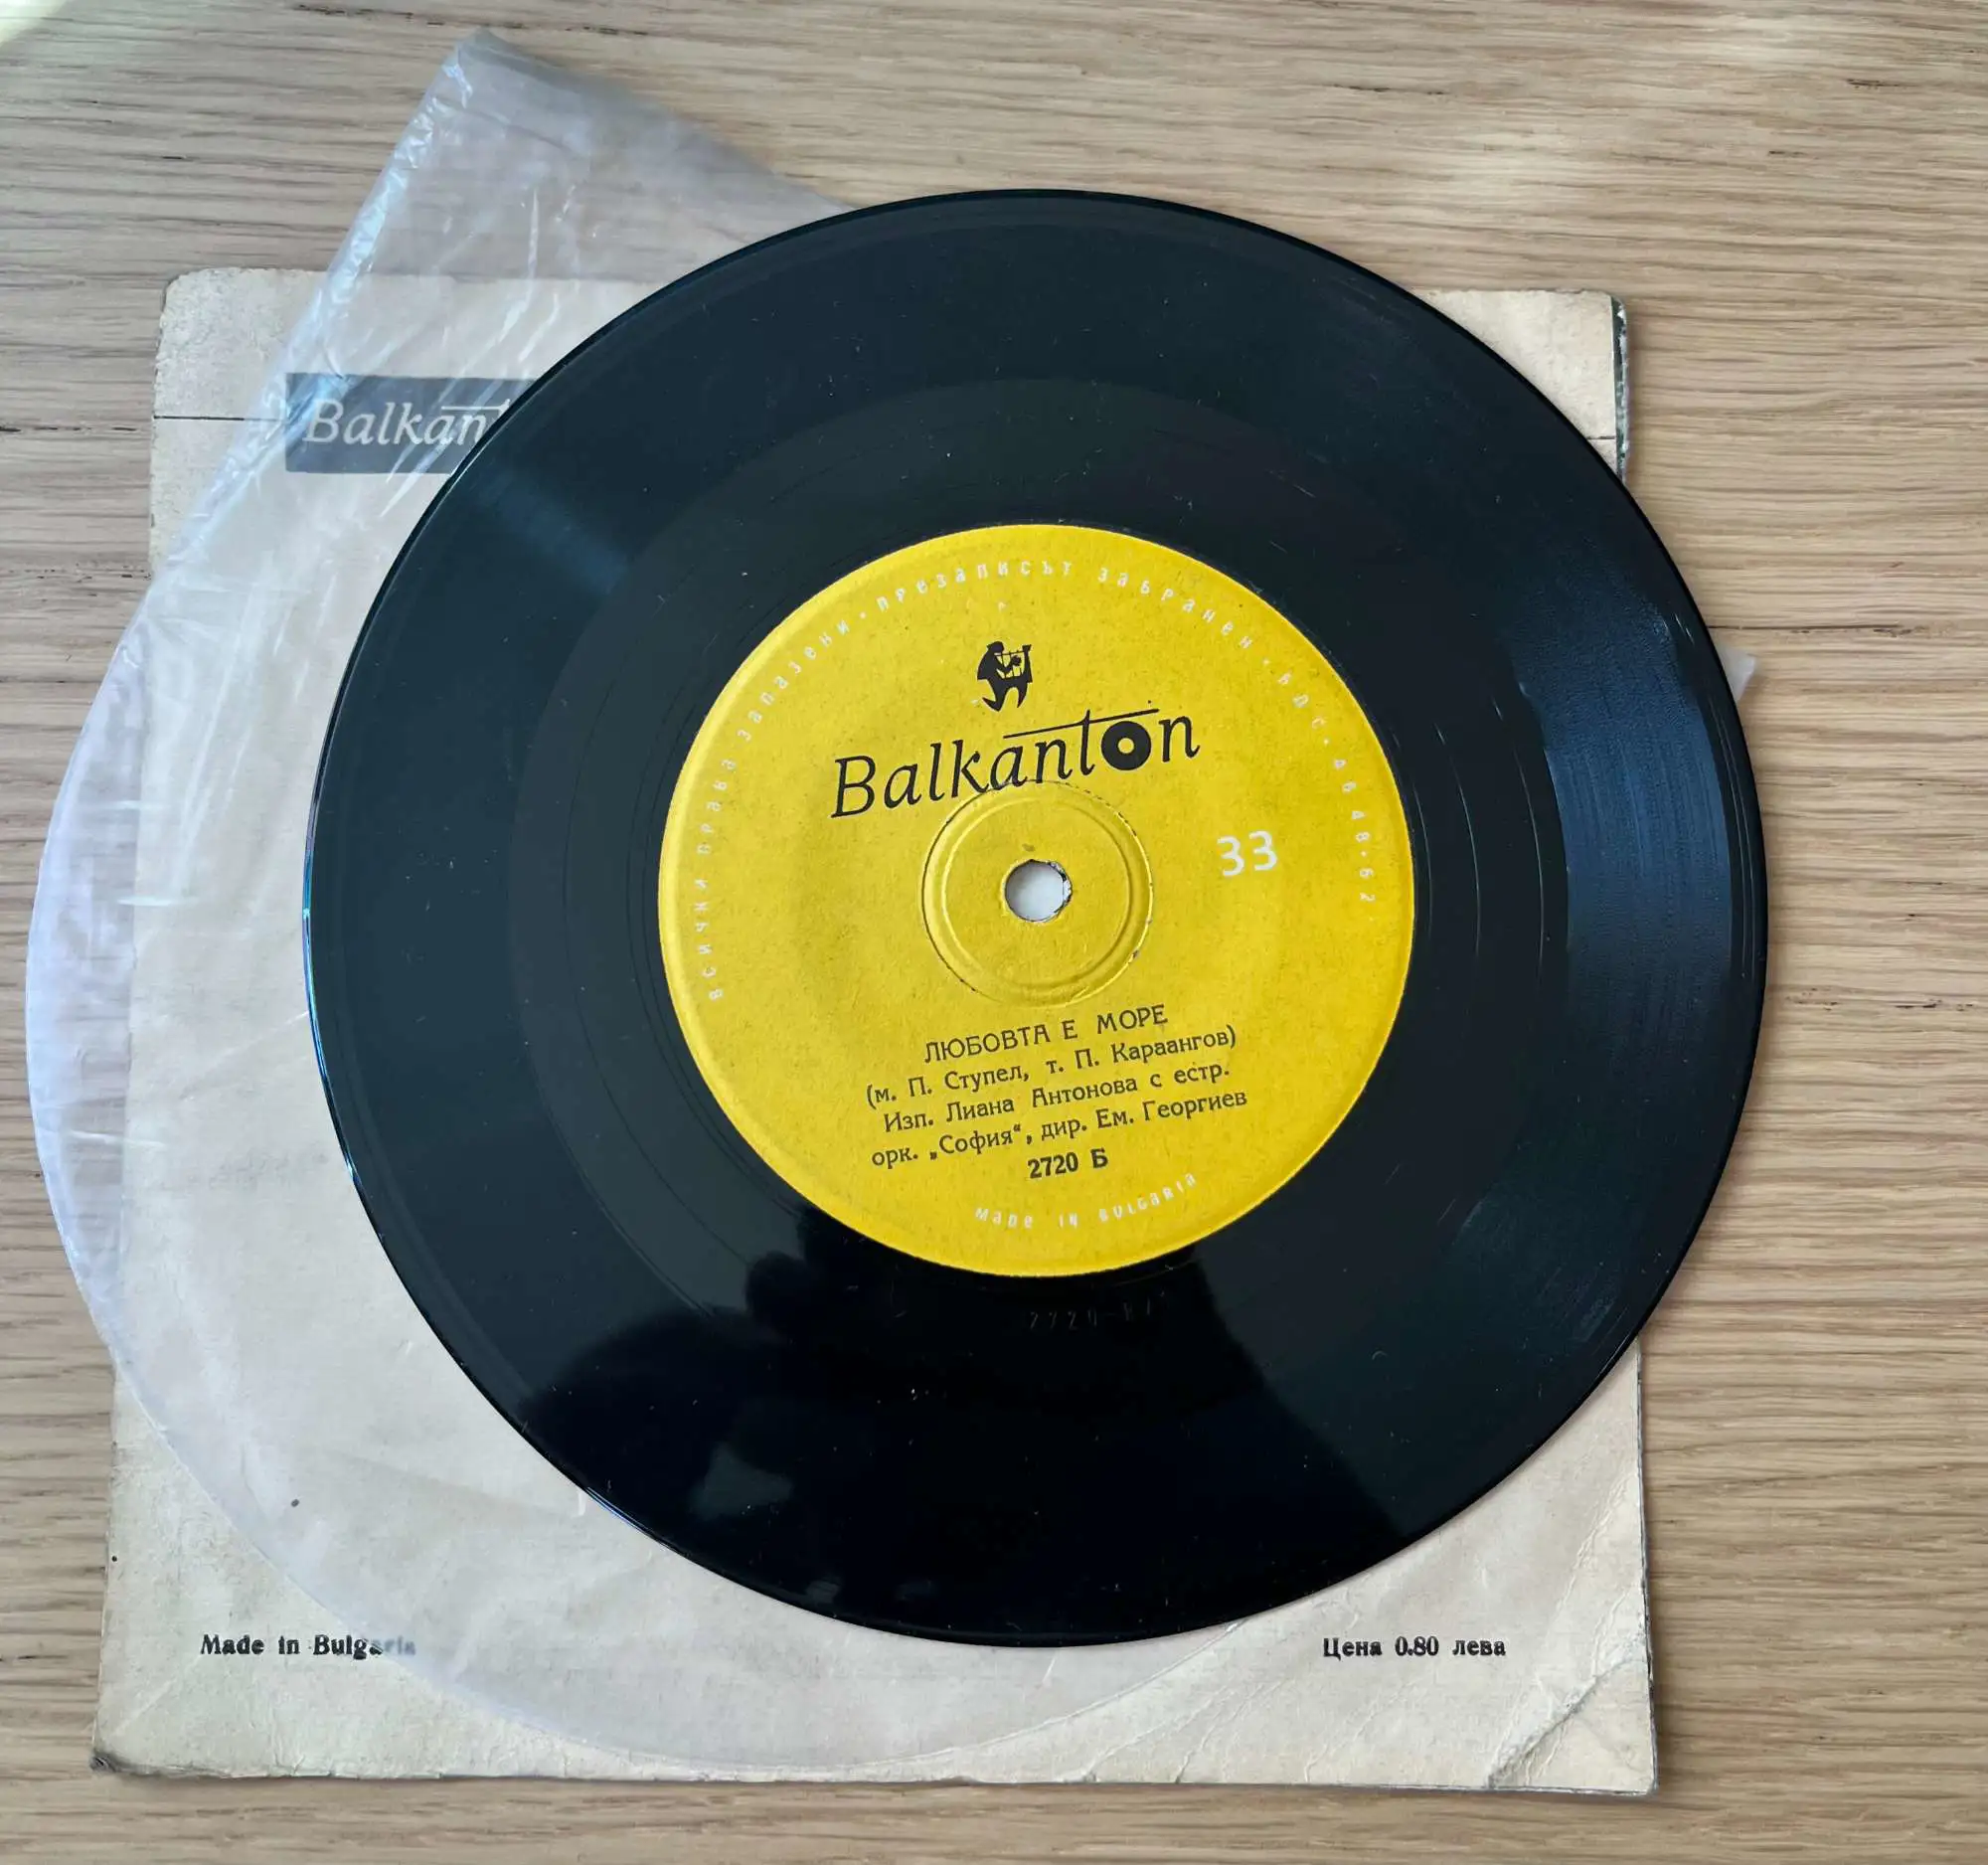 Balkant
всички права запазени · презаписът забранен · БДС · 4648-62
Balkanton
33
ЛЮБОВТА Е МОРЕ
(м. П. Ступел, т. П. Караангов)
Изп. Лиана Антонова с естр.
орк. „София“, дир. Ем. Георгиев
2720 Б
Made in Bulgaria
Made in Bulgaria
Цена 0.80 лева